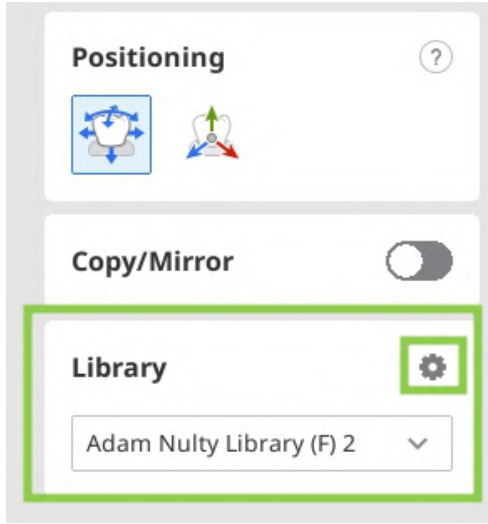 Positioning
?
Copy/Mirror
Library
Adam Nulty Library (F) 2